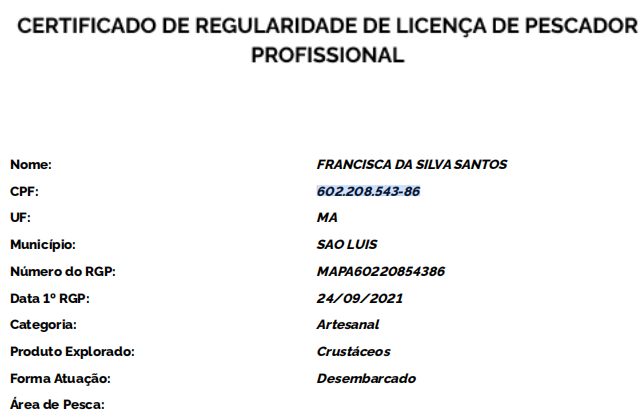 CERTIFICADO DE REGULARIDADE DE LICENÇA DE PESCADOR
PROFISSIONAL
Nome: FRANCISCA DA SILVA SANTOS
CPF: 602.208.543-86
UF: MA
Município: SAO LUIS
Número do RGP: MAPA60220854386
Data 1º RGP: 24/09/2021
Categoria: Artesanal
Produto Explorado: Crustáceos
Forma Atuação: Desembarcado
Área de Pesca: